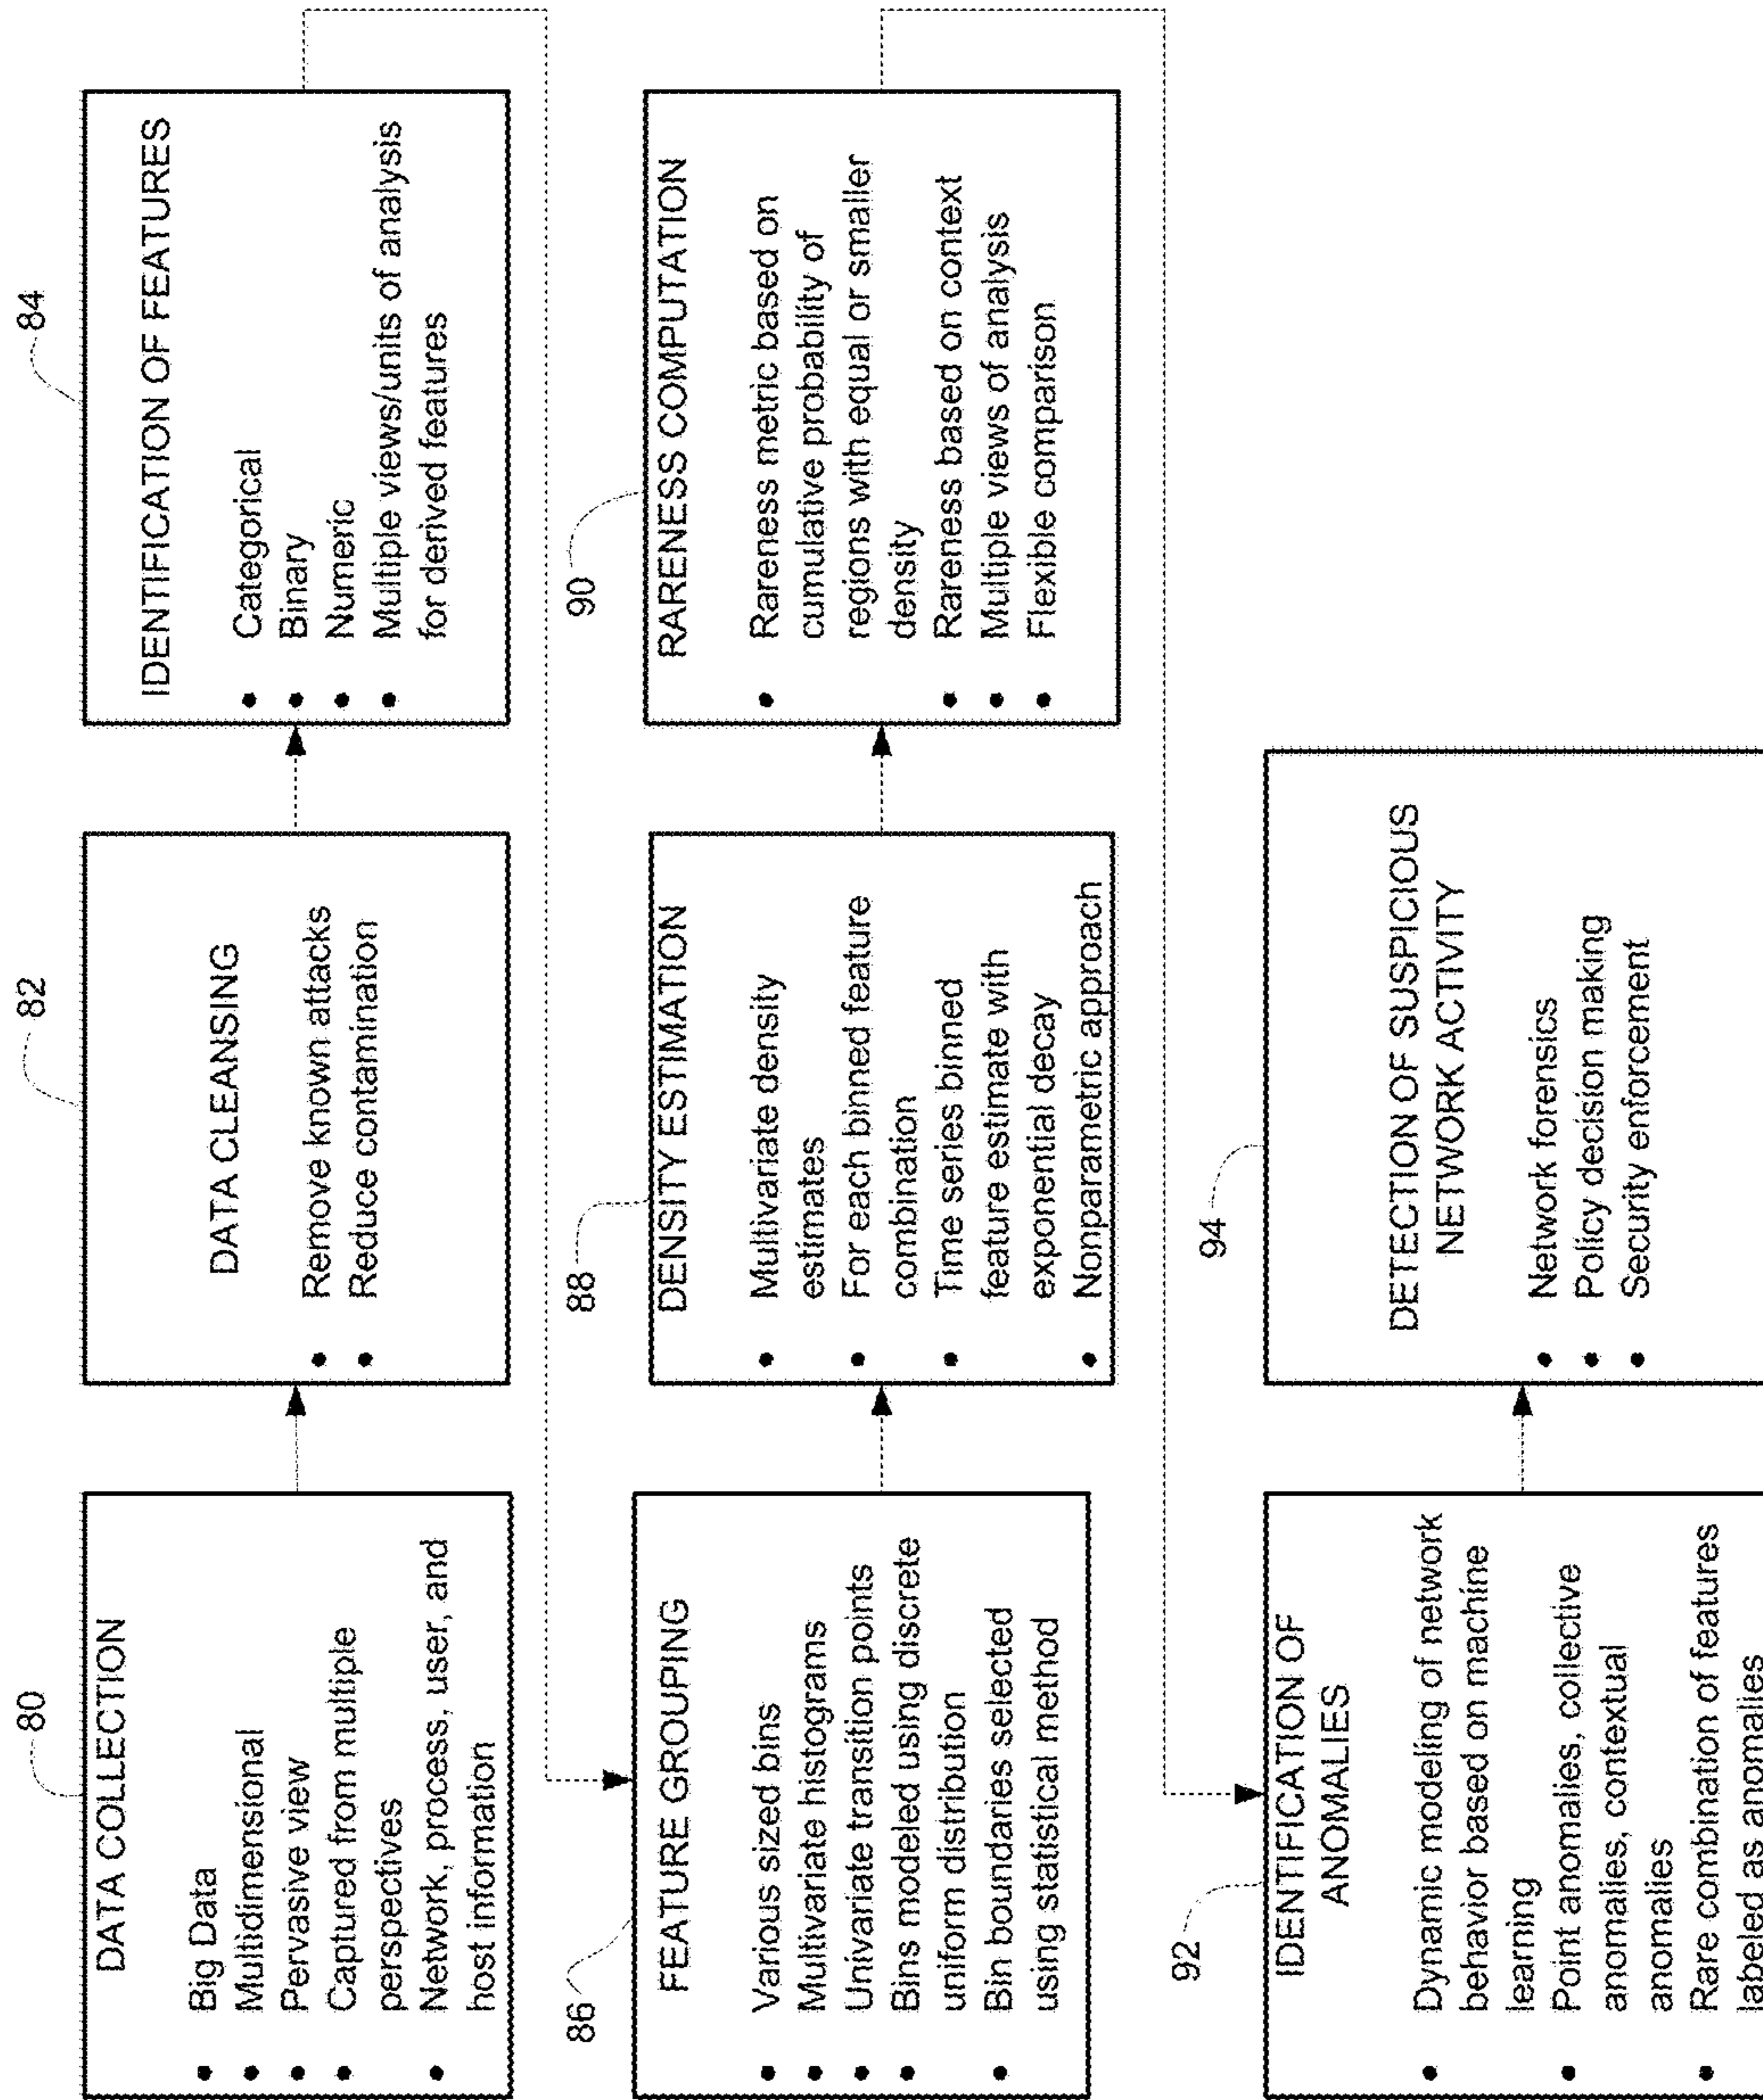 80
DATA COLLECTION
• Big Data
• Multidimensional
• Pervasive view
• Captured from multiple
perspectives
• Network, process, user, and
host information
82
DATA CLEANSING
• Remove known attacks
• Reduce contamination
84
IDENTIFICATION OF FEATURES
• Categorical
• Binary
• Numeric
• Multiple views/units of analysis
for derived features
86
FEATURE GROUPING
• Various sized bins
• Multivariate histograms
• Univariate transition points
• Bins modeled using discrete
uniform distribution
• Bin boundaries selected
using statistical method
88
DENSITY ESTIMATION
• Multivariate density
estimates
• For each binned feature
combination
• Time series binned
feature estimate with
exponential decay
• Nonparametric approach
90
RARENESS COMPUTATION
• Rareness metric based on
cumulative probability of
regions with equal or smaller
density
• Rareness based on context
• Multiple views of analysis
• Flexible comparison
92
IDENTIFICATION OF
ANOMALIES
• Dynamic modeling of network
behavior based on machine
learning
• Point anomalies, collective
anomalies, contextual
anomalies
• Rare combination of features
labeled as anomalies
94
DETECTION OF SUSPICIOUS
NETWORK ACTIVITY
• Network forensics
• Policy decision making
• Security enforcement